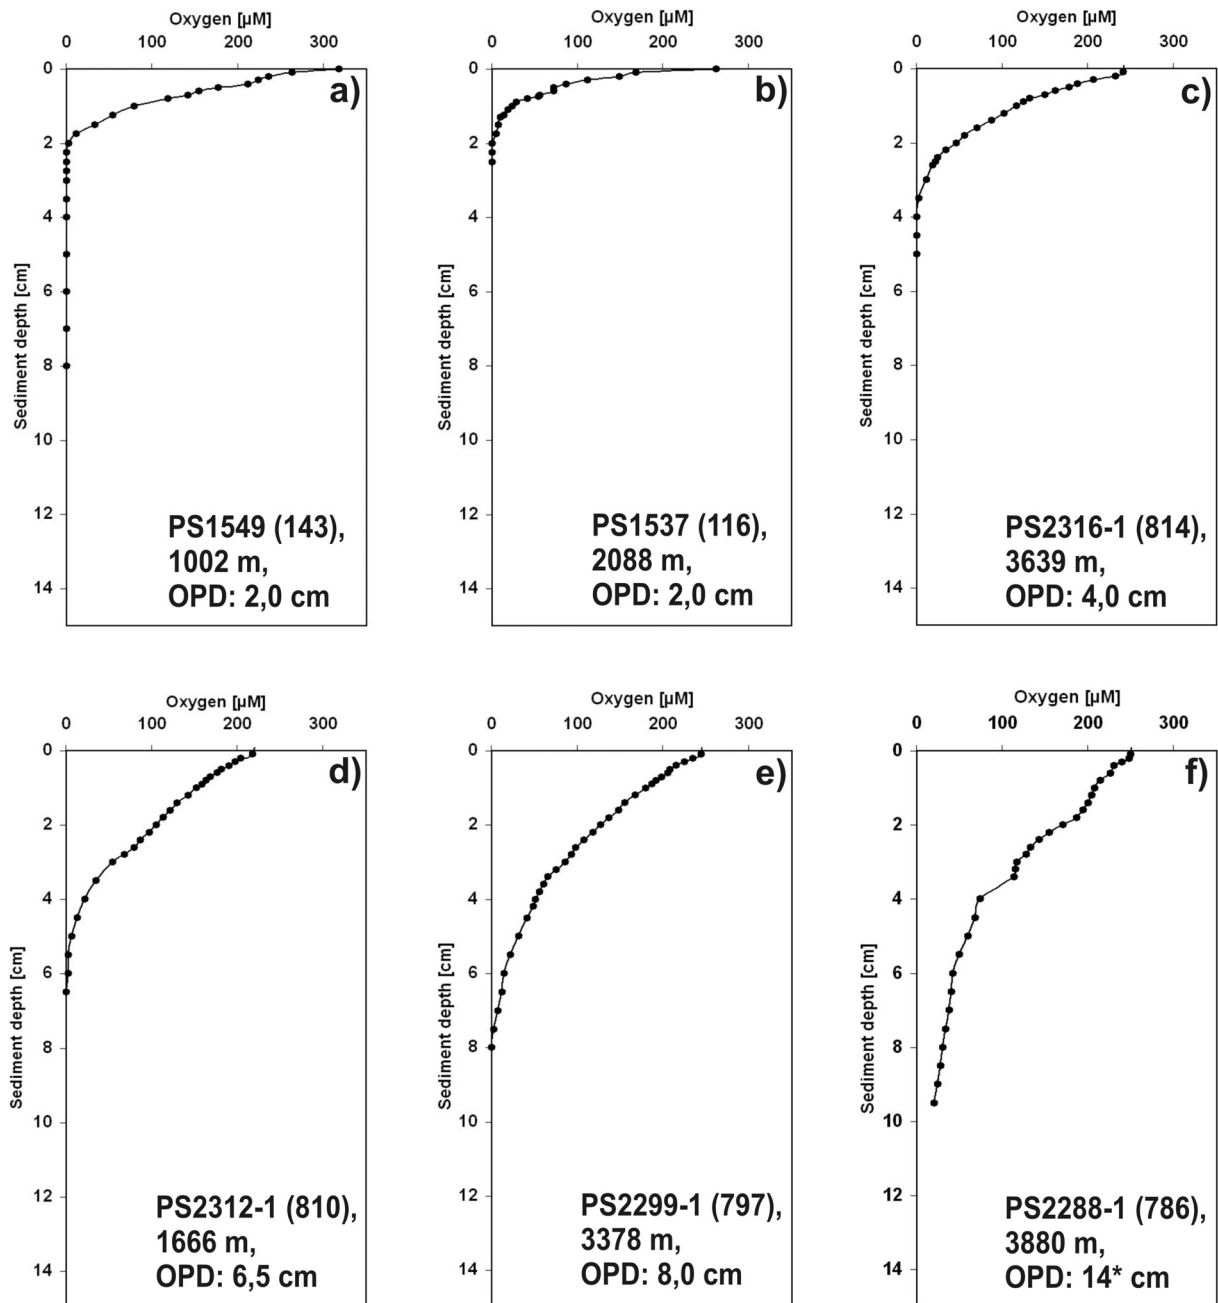 Oxygen [µM]
0 100 200 300
0
2
4
6
8
10
12
14
Sediment depth [cm]
a)
PS1549 (143),
1002 m,
OPD: 2,0 cm
Oxygen [µM]
0 100 200 300
0
2
4
6
8
10
12
14
Sediment depth [cm]
b)
PS1537 (116),
2088 m,
OPD: 2,0 cm
Oxygen [µM]
0 100 200 300
0
2
4
6
8
10
12
14
Sediment depth [cm]
c)
PS2316-1 (814),
3639 m,
OPD: 4,0 cm
Oxygen [µM]
0 100 200 300
0
2
4
6
8
10
12
14
Sediment depth [cm]
d)
PS2312-1 (810),
1666 m,
OPD: 6,5 cm
Oxygen [µM]
0 100 200 300
0
2
4
6
8
10
12
14
Sediment depth [cm]
e)
PS2299-1 (797),
3378 m,
OPD: 8,0 cm
Oxygen [µM]
0 100 200 300
0
2
4
6
8
10
12
14
Sediment depth [cm]
f)
PS2288-1 (786),
3880 m,
OPD: 14* cm